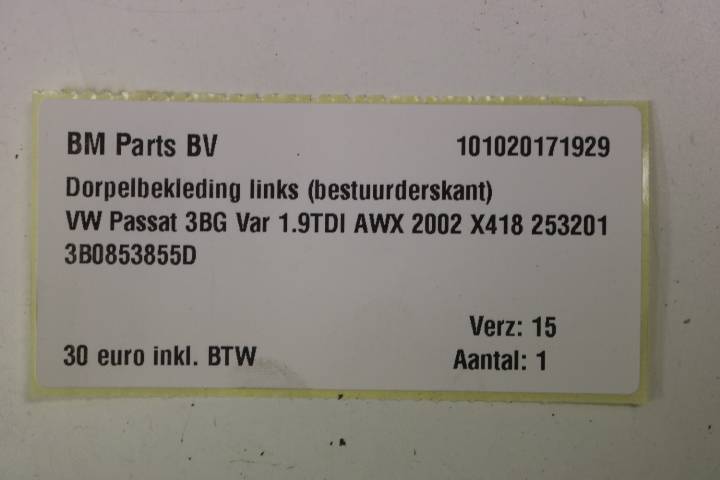 BM Parts BV 101020171929
Dorpelbekleding links (bestuurderskant)
VW Passat 3BG Var 1.9TDI AWX 2002 X418 253201
3B0853855D
Verz: 15
30 euro inkl. BTW Aantal: 1